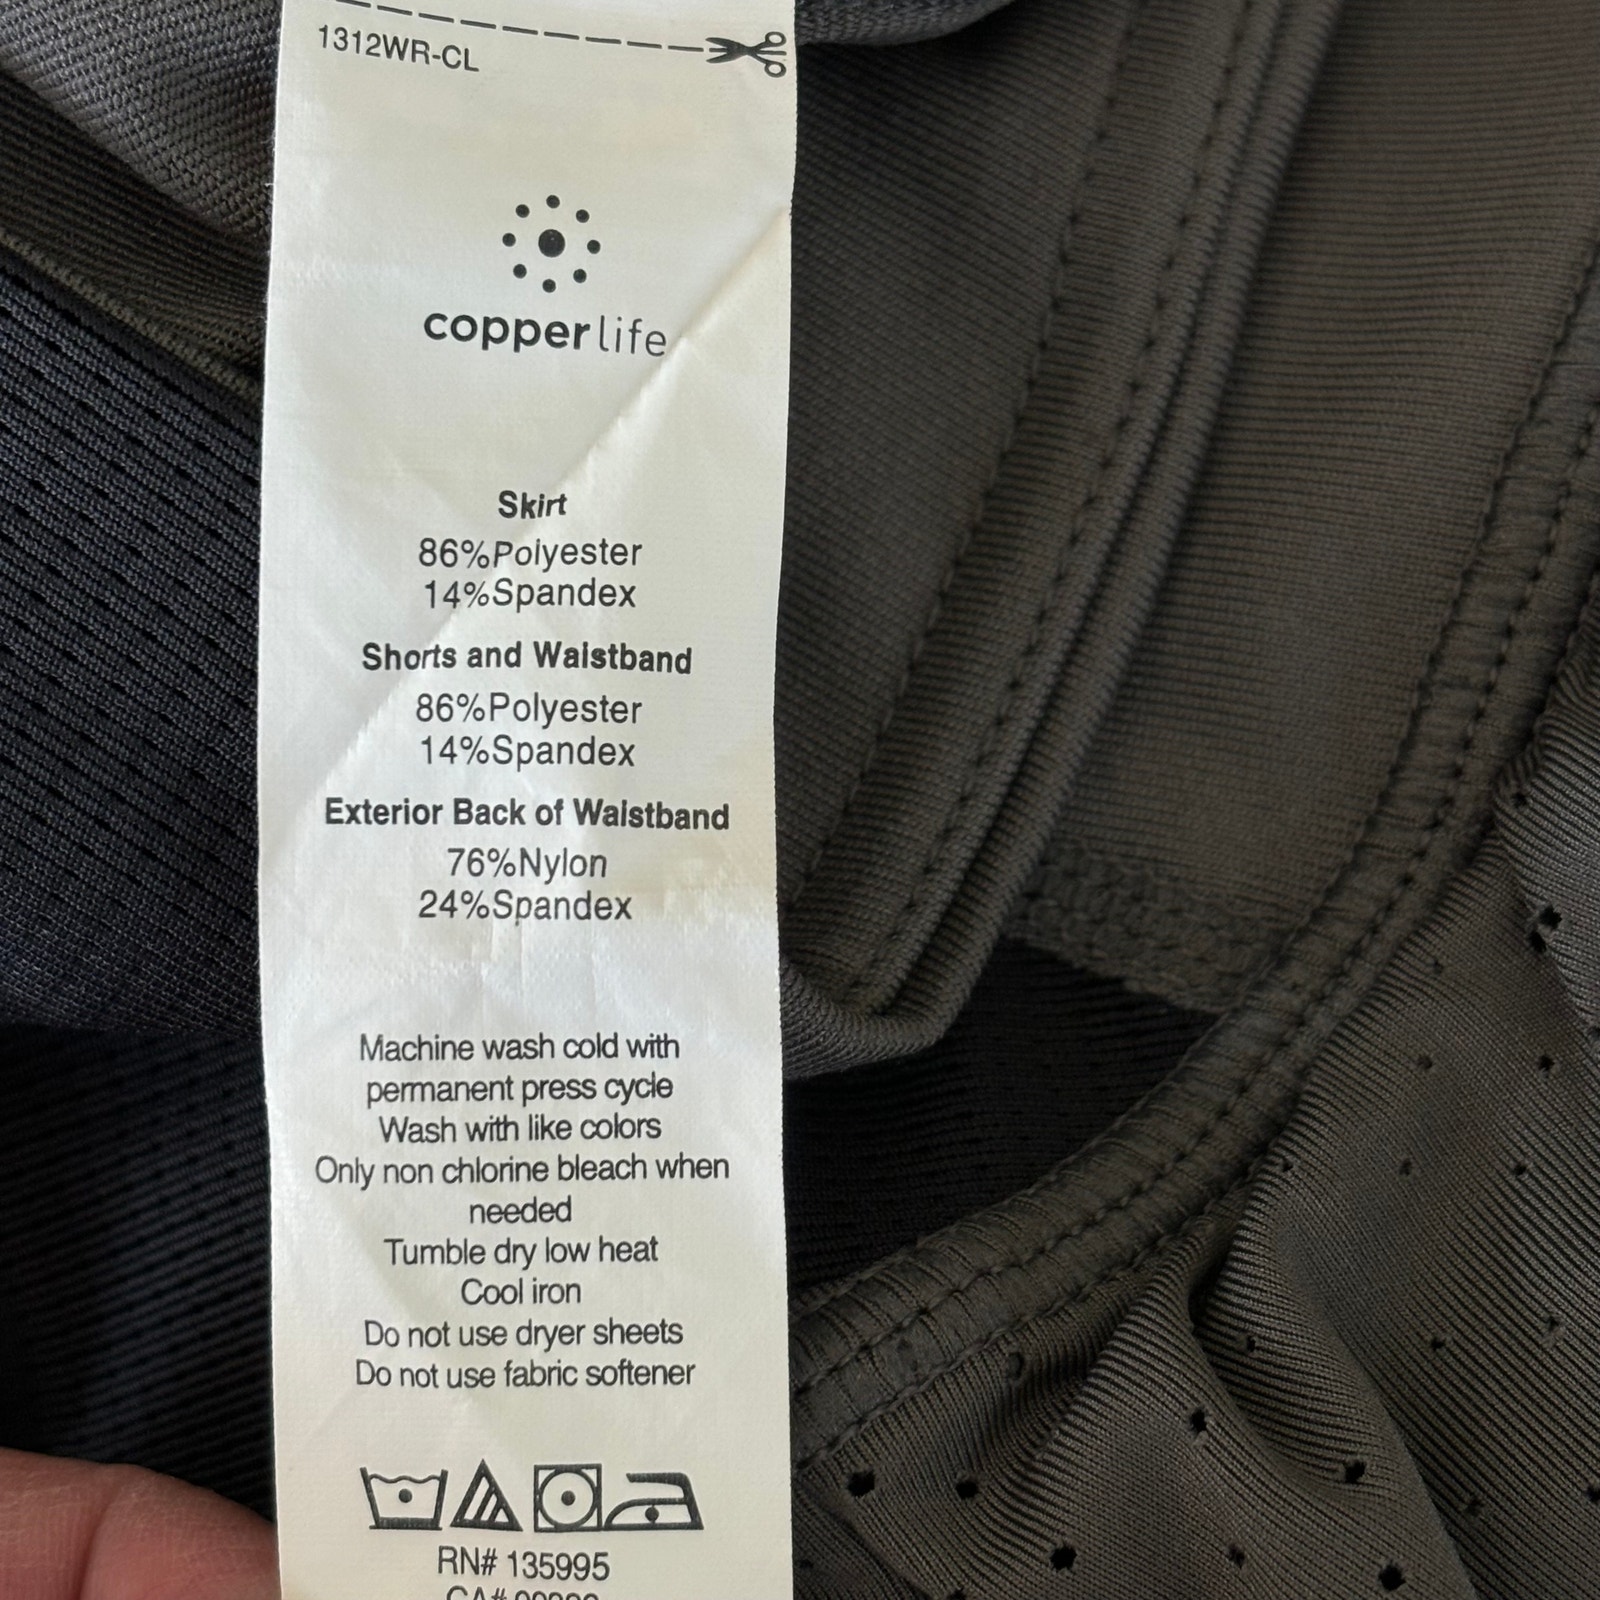 1312WR-CL
copperlife
Skirt
86%Polyester
14%Spandex
Shorts and Waistband
86%Polyester
14%Spandex
Exterior Back of Waistband
76%Nylon
24%Spandex
Machine wash cold with
permanent press cycle
Wash with like colors
Only non chlorine bleach when
needed
Tumble dry low heat
Cool iron
Do not use dryer sheets
Do not use fabric softener
RN# 135995
CA#